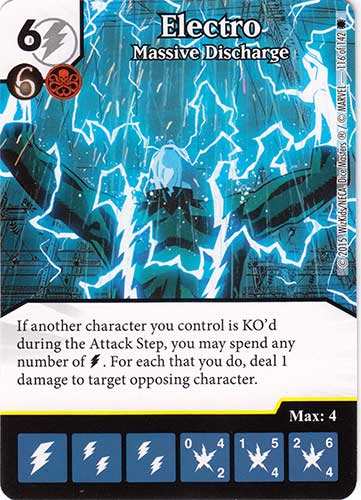 6
Electro
Massive Discharge
6
© 2015 WizKids/NECA Dice Masters ® / © MARVEL — 116 of 142
If another character you control is KO’d
during the Attack Step, you may spend any
number of . For each that you do, deal 1
damage to target opposing character.
Max: 4
0 4 2
1 5 4
2 6 4